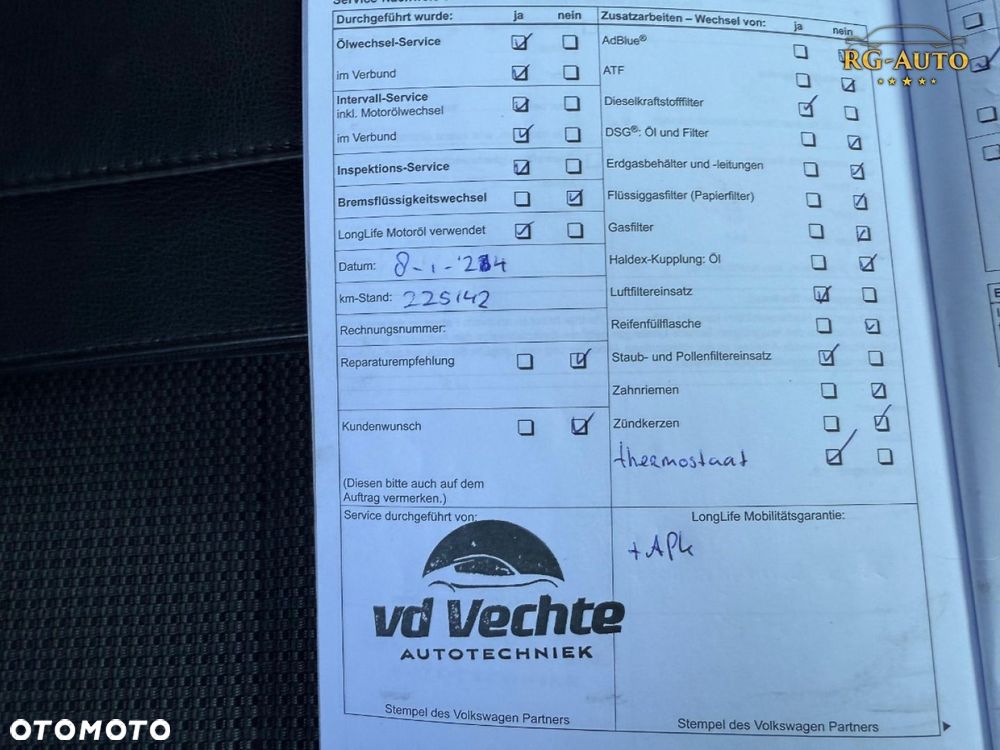 Durchgeführt wurde: ja nein
Ölwechsel-Service
im Verbund
Intervall-Service
inkl. Motorölwechsel
im Verbund
Inspektions-Service
Bremsflüssigkeitswechsel
LongLife Motoröl verwendet
Datum: 8-1-'24
km-Stand: 225142
Rechnungsnummer:
Reparaturempfehlung
Kundenwunsch
(Diesen bitte auch auf dem
Auftrag vermerken.)
Zusatzarbeiten – Wechsel von: ja nein
AdBlue®
ATF
Dieselkraftstofffilter
DSG®: Öl und Filter
Erdgasbehälter und -leitungen
Flüssiggasfilter (Papierfilter)
Gasfilter
Haldex-Kupplung: Öl
Luftfiltereinsatz
Reifenfüllflasche
Staub- und Pollenfiltereinsatz
Zahnriemen
Zündkerzen
thermostaat
Service durchgeführt von:
vd Vechte
AUTOTECHNIEK
Stempel des Volkswagen Partners
LongLife Mobilitätsgarantie:
+ APK
Stempel des Volkswagen Partners
RG-AUTO
OTOMOTO